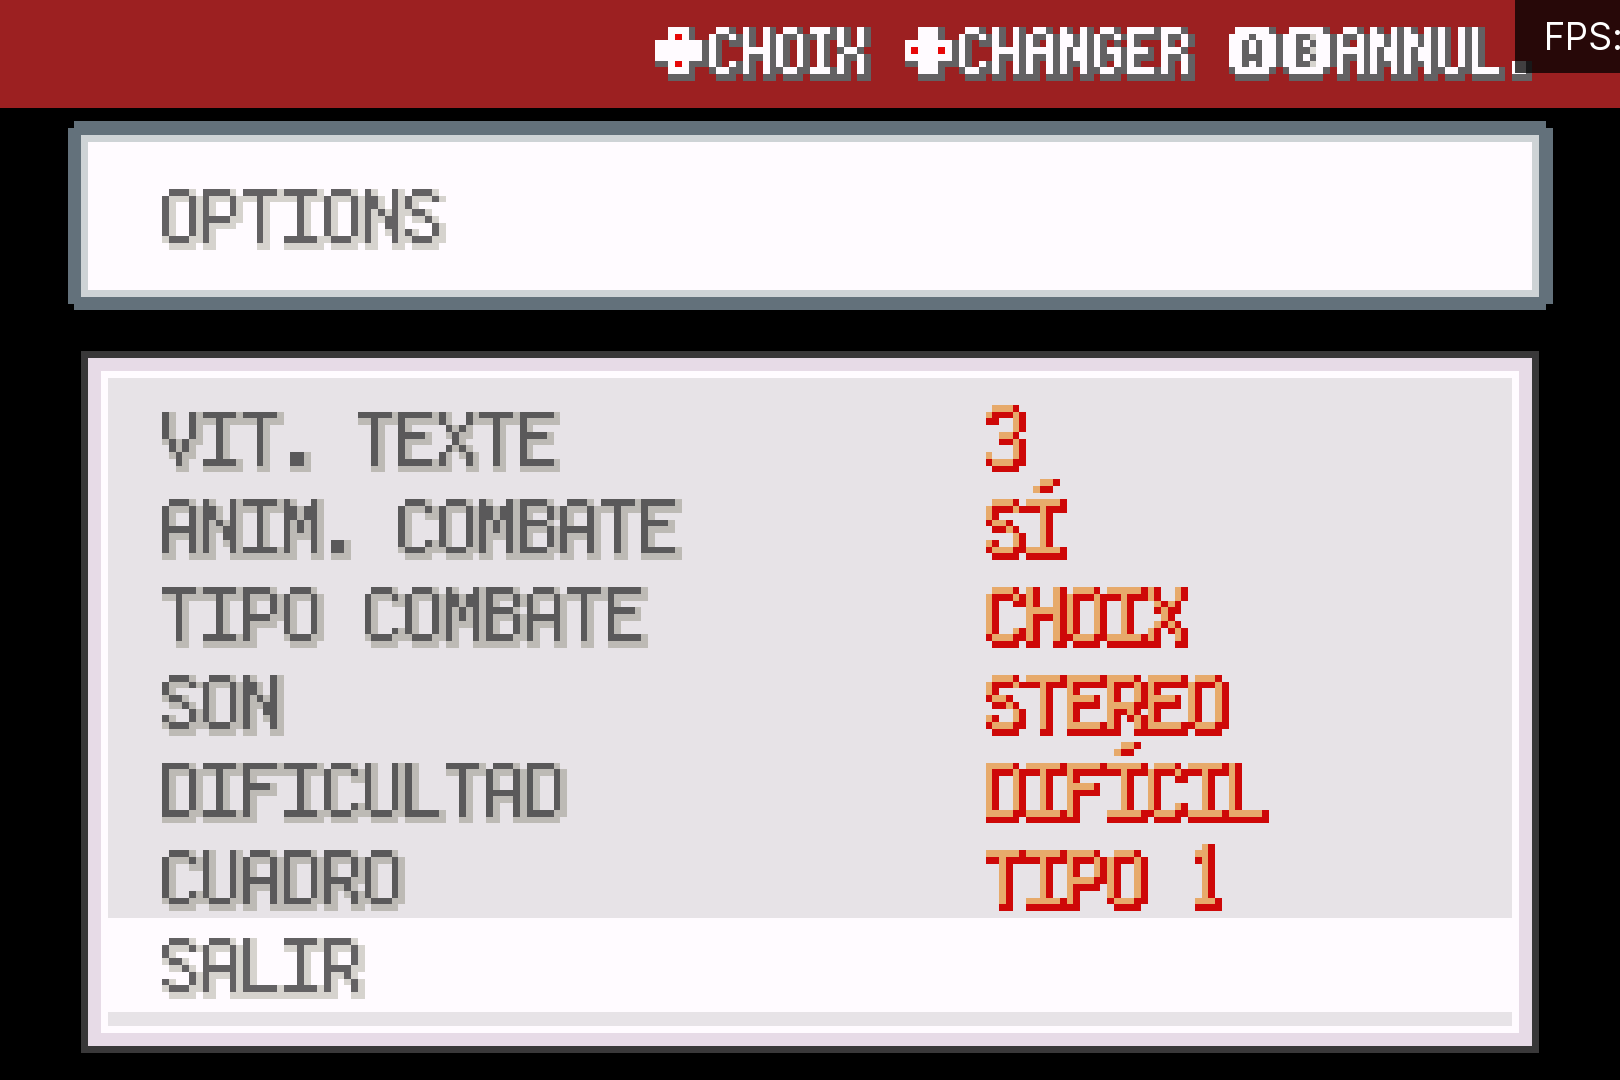 CHOIX CHANGER A B ANNUL.
FPS:
OPTIONS
VIT. TEXTE 3
ANIM. COMBATE SÍ
TIPO COMBATE CHOIX
SON STEREO
DIFICULTAD DIFÍCIL
CUADRO TIPO 1
SALIR